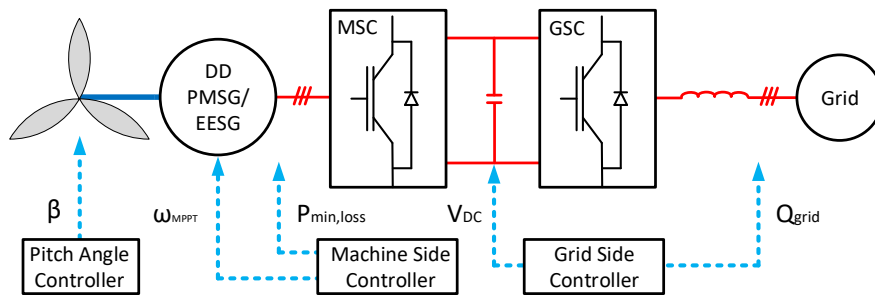 MSC
GSC
DD
PMSG/
EESG
Grid
β
ωMPPT
Pmin,loss
VDC
Qgrid
Pitch Angle
Controller
Machine Side
Controller
Grid Side
Controller